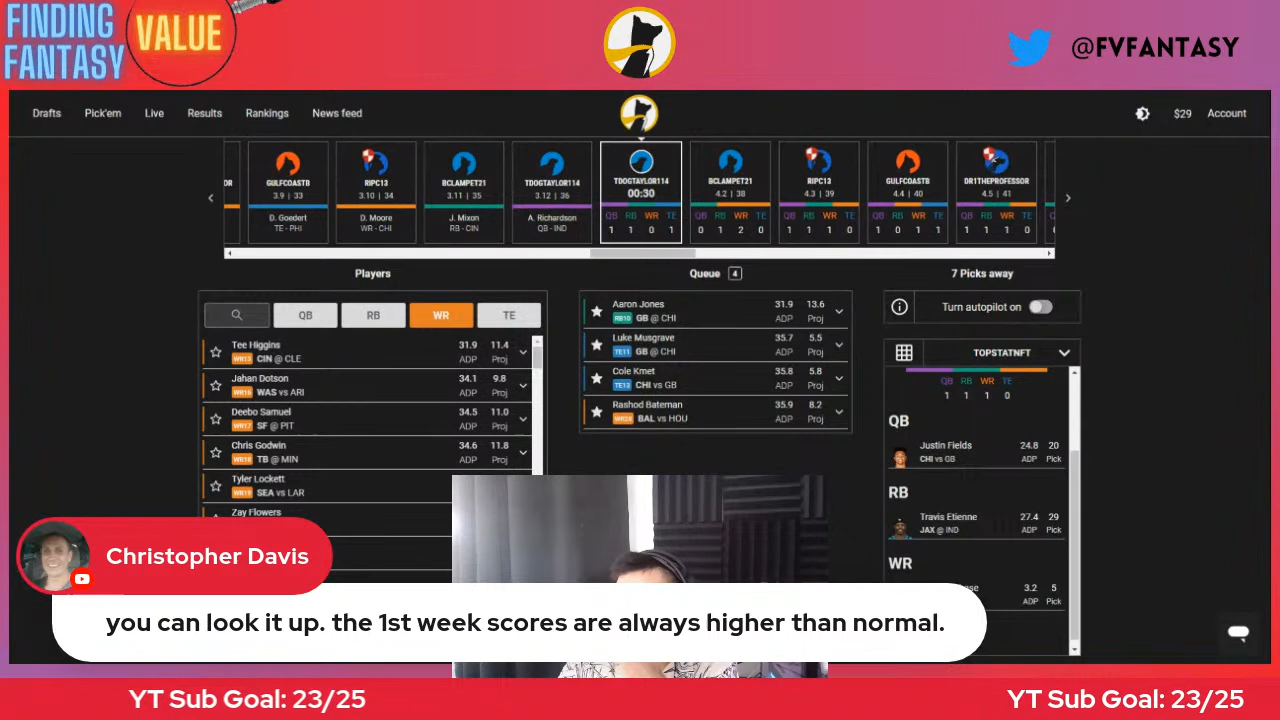 FINDING
FANTASY
VALUE
@FVFANTASY
Drafts Pick'em Live Results Rankings News feed
$29 Account
OR
GULFCOASTB
3.9 | 33
D. Goedert
TE - PHI
RIPC13
3.10 | 34
D. Moore
WR - CHI
BCLAMPET21
3.11 | 35
J. Mixon
RB - CIN
TDOGTAYLOR114
3.12 | 36
A. Richardson
QB - IND
TDOGTAYLOR114
00:30
QB RB WR TE
1 1 0 1
BCLAMPET21
4.2 | 38
QB RB WR TE
0 1 2 0
RIPC13
4.3 | 39
QB RB WR TE
1 1 1 0
GULFCOASTB
4.4 | 40
QB RB WR TE
1 0 1 1
DR1THEPROFESSOR
4.5 | 41
QB RB WR TE
1 1 1 0
Players
QB RB WR TE
Tee Higgins 31.9 11.4
WR15 CIN @ CLE ADP Proj
Jahan Dotson 34.1 9.8
WR16 WAS vs ARI ADP Proj
Deebo Samuel 34.5 11.0
WR17 SF @ PIT ADP Proj
Chris Godwin 34.6 11.8
WR18 TB @ MIN ADP Proj
Tyler Lockett
WR19 SEA vs LAR
Zay Flowers
Queue 4
Aaron Jones 31.9 13.6
RB10 GB @ CHI ADP Proj
Luke Musgrave 35.7 5.5
TE11 GB @ CHI ADP Proj
Cole Kmet 35.8 5.8
CHI vs GB ADP Proj
Rashod Bateman 35.9 8.2
BAL vs HOU ADP Proj
7 Picks away
Turn autopilot on
TOPSTATNFT
QB RB WR TE
1 1 1 0
QB
Justin Fields 24.8 20
CHI vs GB ADP Pick
RB
Travis Etienne 27.4 29
JAX @ IND ADP Pick
WR
3.2 5
ADP Pick
Christopher Davis
you can look it up. the 1st week scores are always higher than normal.
YT Sub Goal: 23/25
YT Sub Goal: 23/25